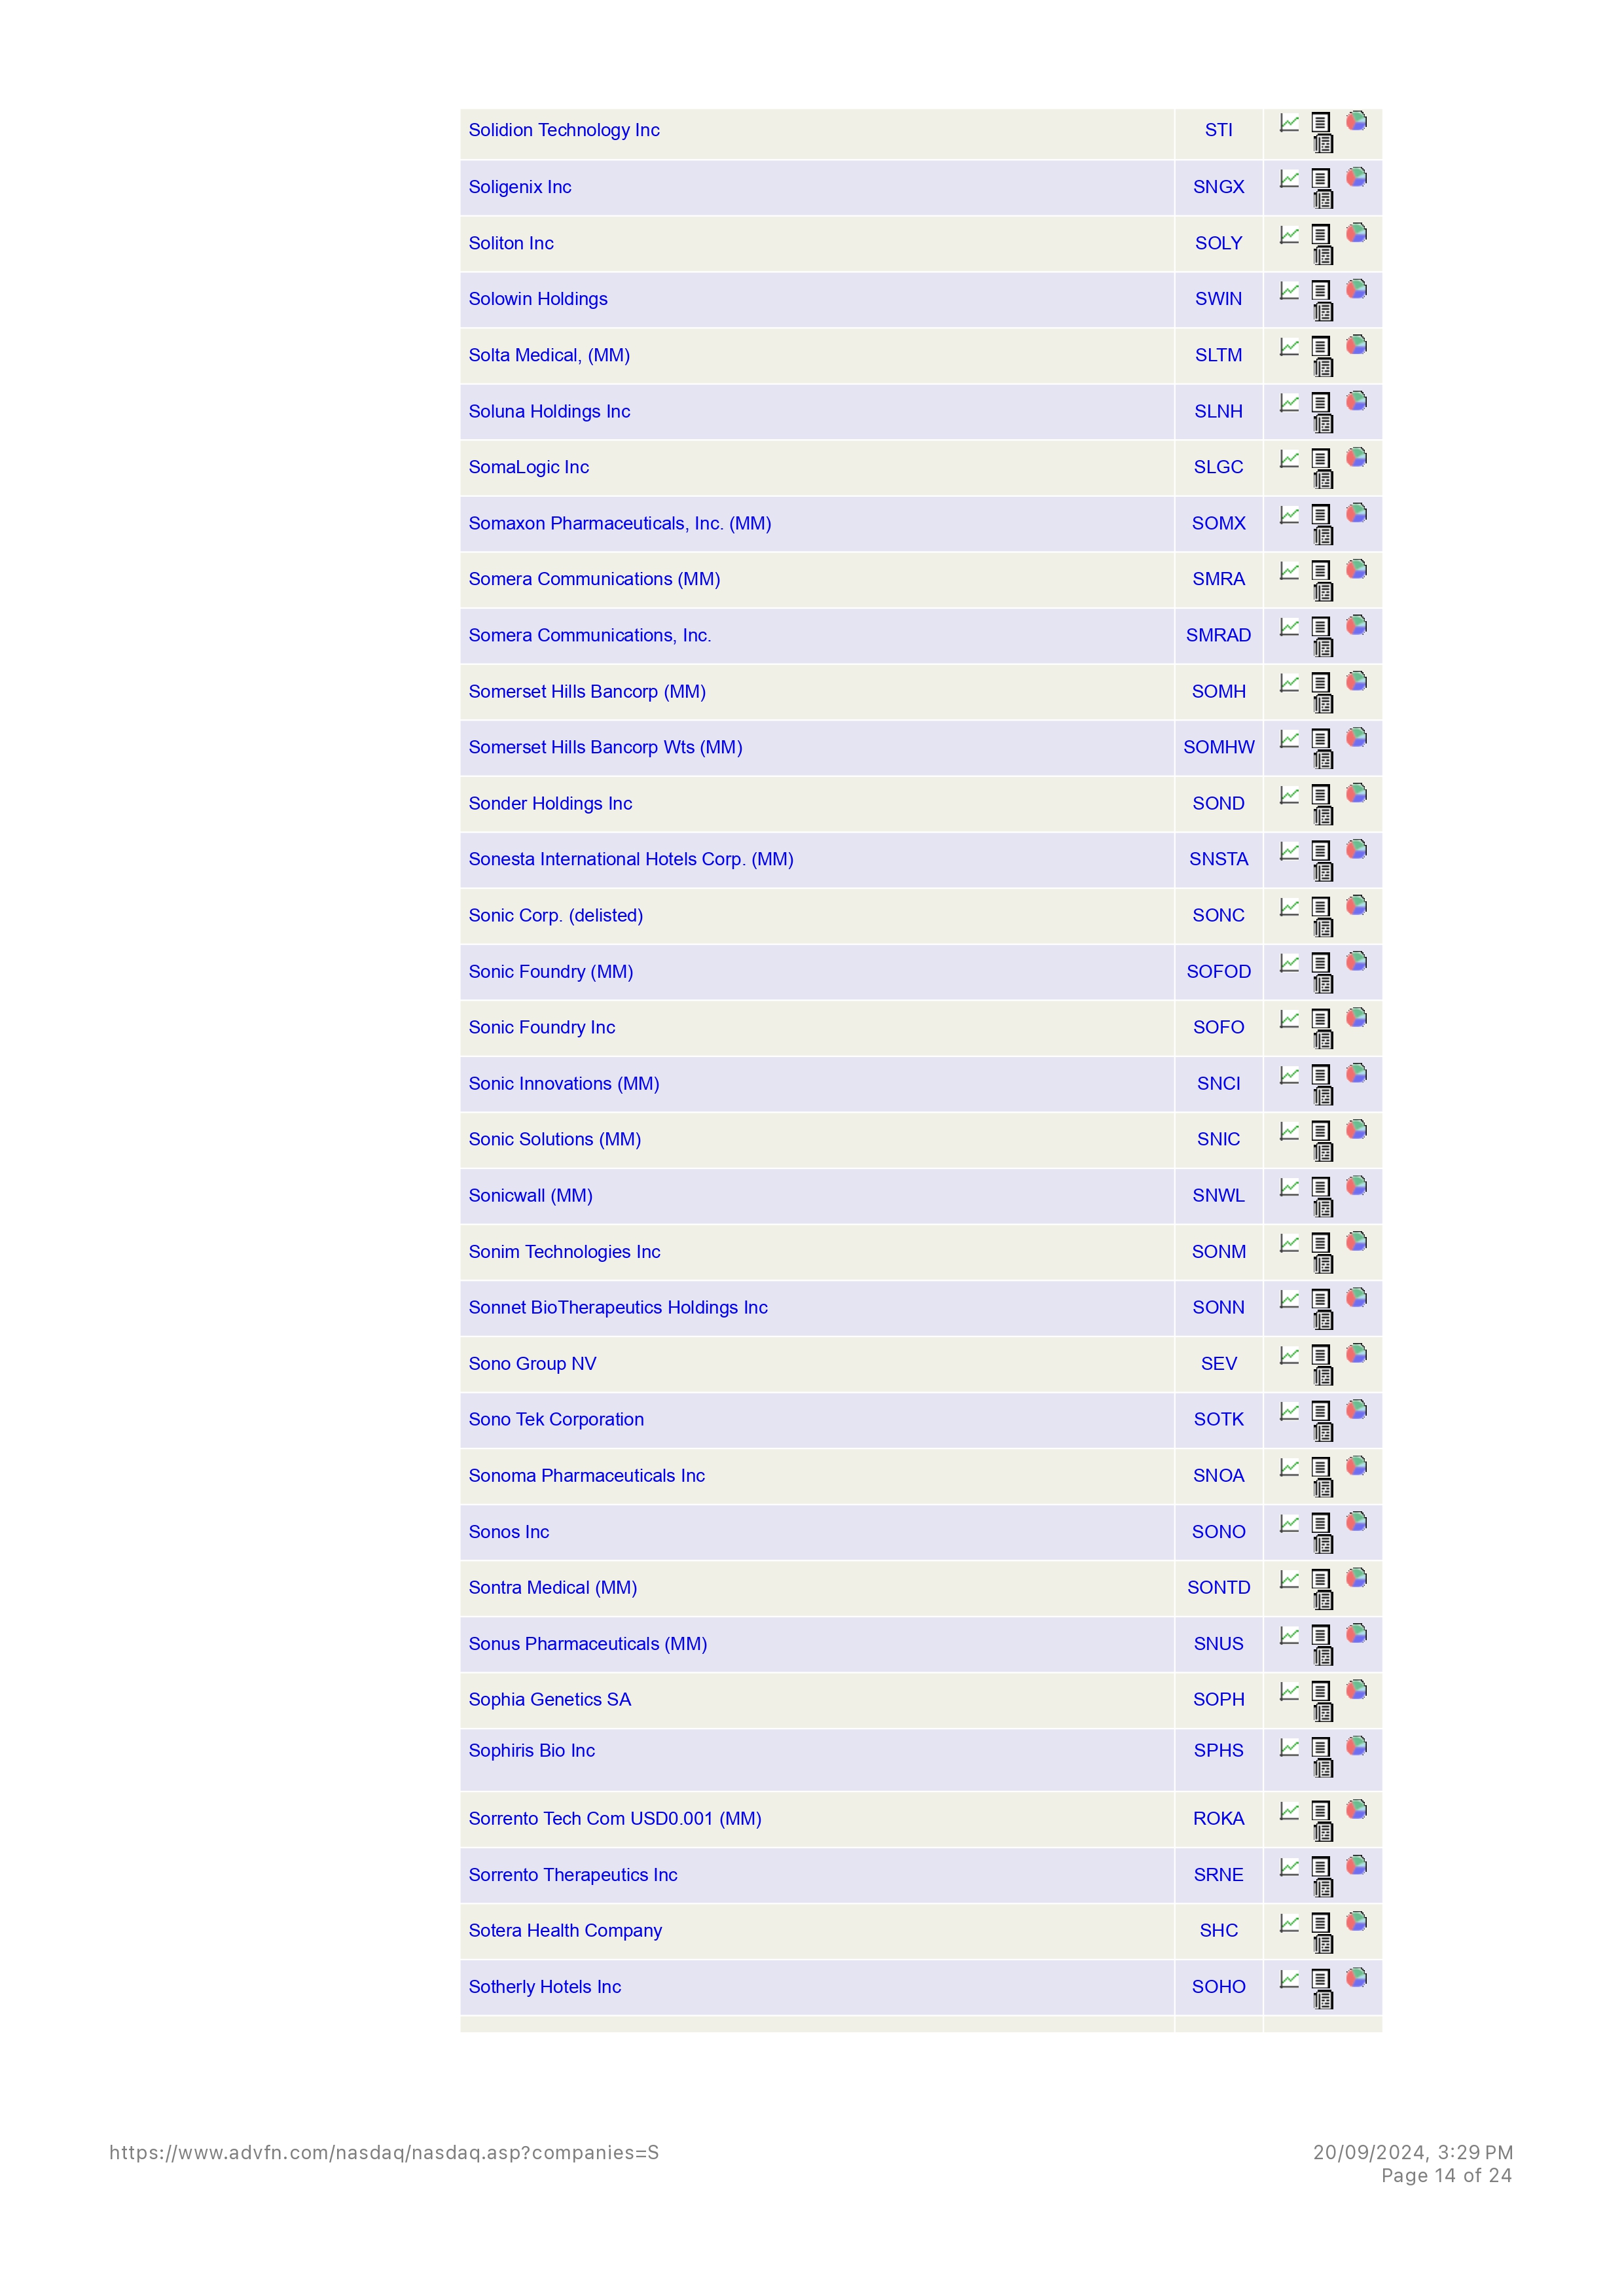 Solidion Technology Inc STI
Soligenix Inc SNGX
Soliton Inc SOLY
Solowin Holdings SWIN
Solta Medical, (MM) SLTM
Soluna Holdings Inc SLNH
SomaLogic Inc SLGC
Somaxon Pharmaceuticals, Inc. (MM) SOMX
Somera Communications (MM) SMRA
Somera Communications, Inc. SMRAD
Somerset Hills Bancorp (MM) SOMH
Somerset Hills Bancorp Wts (MM) SOMHW
Sonder Holdings Inc SOND
Sonesta International Hotels Corp. (MM) SNSTA
Sonic Corp. (delisted) SONC
Sonic Foundry (MM) SOFOD
Sonic Foundry Inc SOFO
Sonic Innovations (MM) SNCI
Sonic Solutions (MM) SNIC
Sonicwall (MM) SNWL
Sonim Technologies Inc SONM
Sonnet BioTherapeutics Holdings Inc SONN
Sono Group NV SEV
Sono Tek Corporation SOTK
Sonoma Pharmaceuticals Inc SNOA
Sonos Inc SONO
Sontra Medical (MM) SONTD
Sonus Pharmaceuticals (MM) SNUS
Sophia Genetics SA SOPH
Sophiris Bio Inc SPHS
Sorrento Tech Com USD0.001 (MM) ROKA
Sorrento Therapeutics Inc SRNE
Sotera Health Company SHC
Sotherly Hotels Inc SOHO
https://www.advfn.com/nasdaq/nasdaq.asp?companies=S 20/09/2024, 3:29 PM
Page 14 of 24